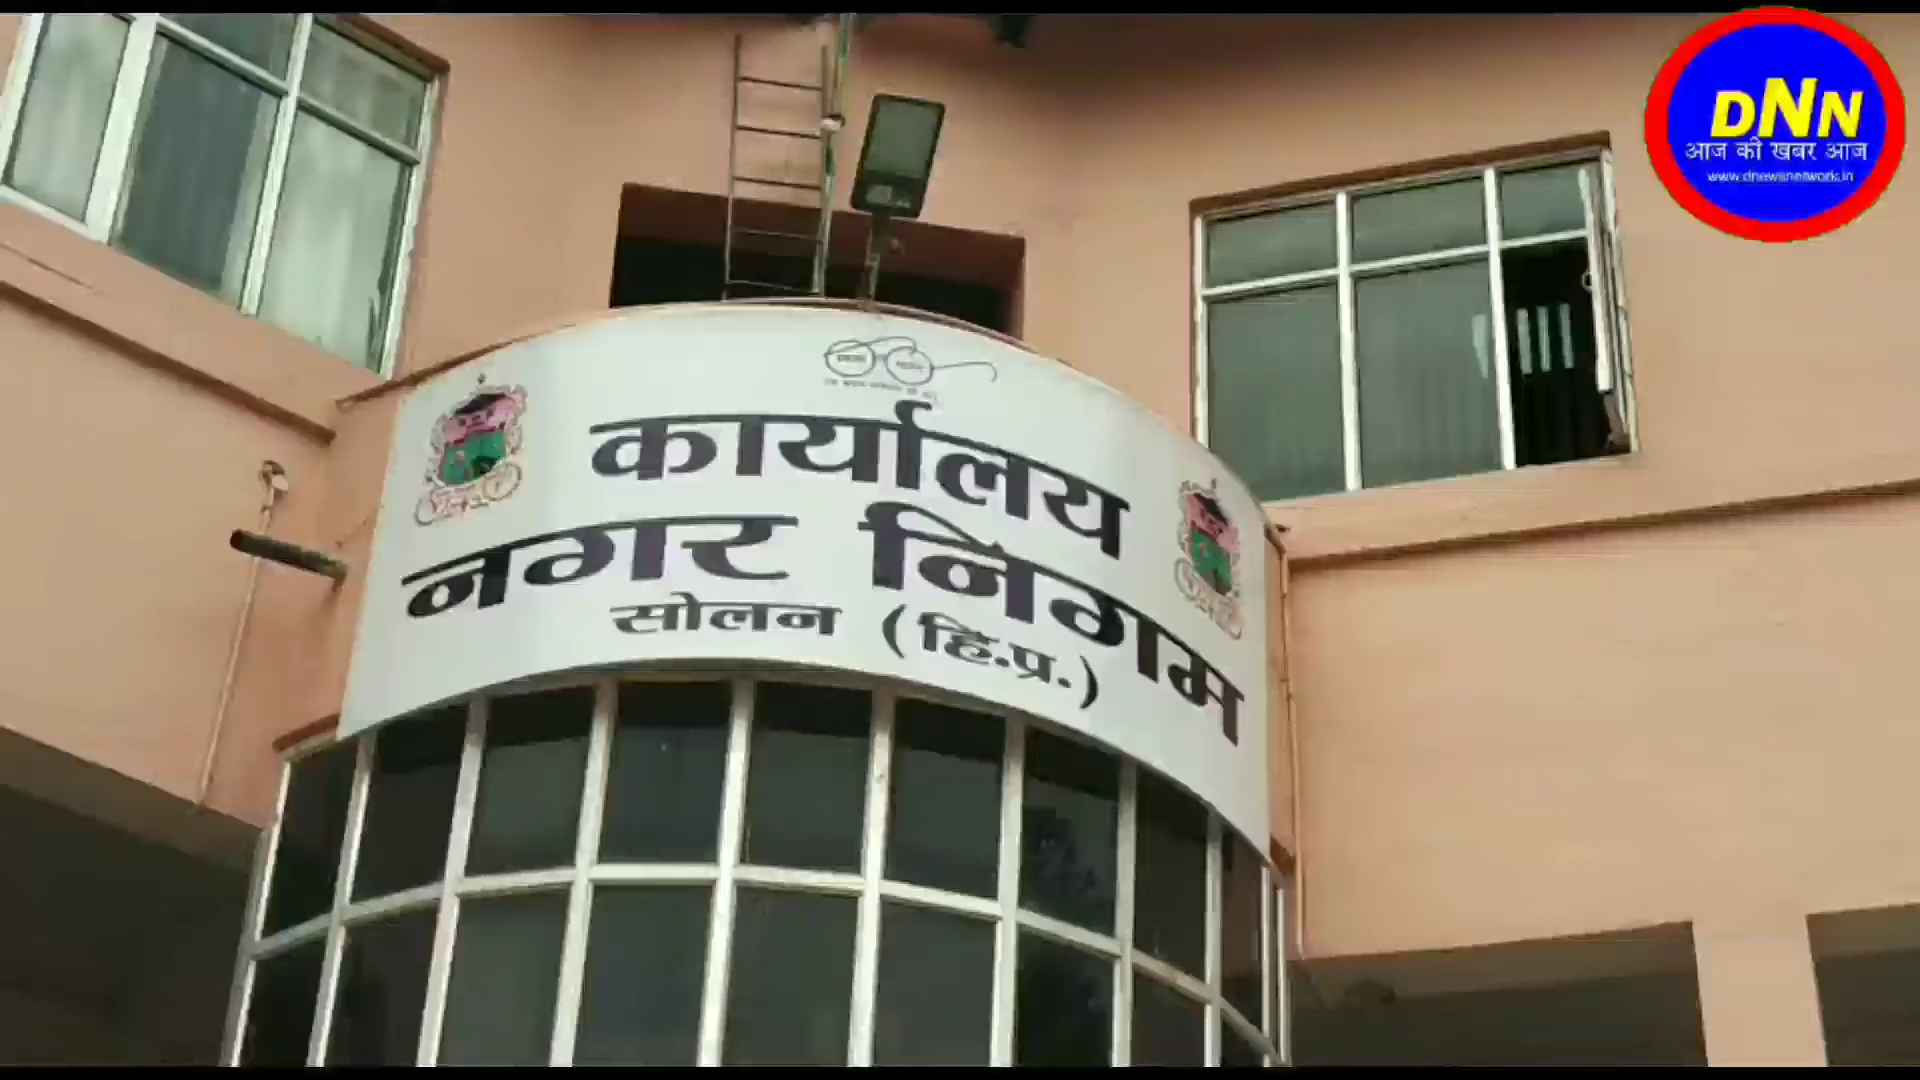 DNN
आज की खबर आज
www.dnewsnetwork.in
कार्यालय
नगर निगम
सोलन (हि.प्र.)